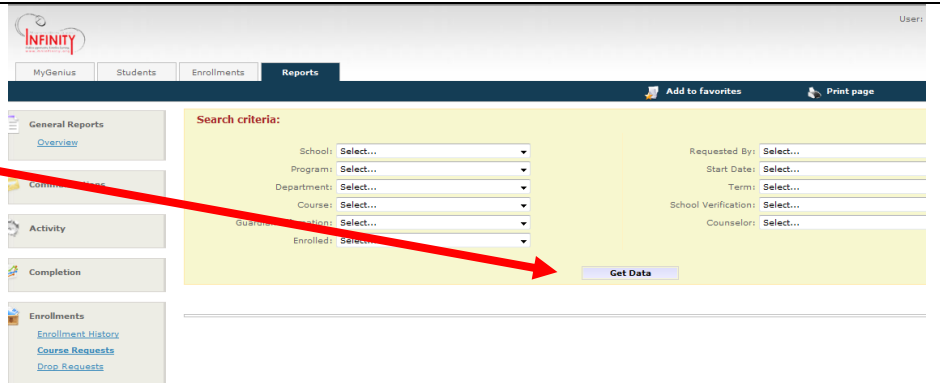 User:
INFINITY
MyGenius Students Enrollments Reports
Add to favorites Print page
General Reports
Overview
Activity
Completion
Enrollments
Enrollment History
Course Requests
Drop Requests
Search criteria:
School: Select... Requested By: Select...
Program: Select... Start Date: Select...
Department: Select... Term: Select...
Course: Select... School Verification: Select...
Select... Counselor: Select...
Enrolled: Select...
Get Data